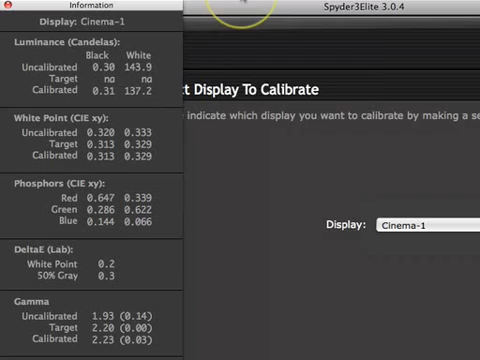 Information
Spyder3Elite 3.0.4
Display: Cinema-1
Luminance (Candelas):
Black White
Uncalibrated 0.30 143.9
Target na na
Calibrated 0.31 137.2
White Point (CIE xy):
Uncalibrated 0.320 0.333
Target 0.313 0.329
Calibrated 0.313 0.329
Phosphors (CIE xy):
Red 0.647 0.339
Green 0.286 0.622
Blue 0.144 0.066
DeltaE (Lab):
White Point 0.2
50% Gray 0.3
Gamma
Uncalibrated 1.93 (0.14)
Target 2.20 (0.00)
Calibrated 2.23 (0.03)
ct Display To Calibrate
indicate which display you want to calibrate by making a se
Display: Cinema-1